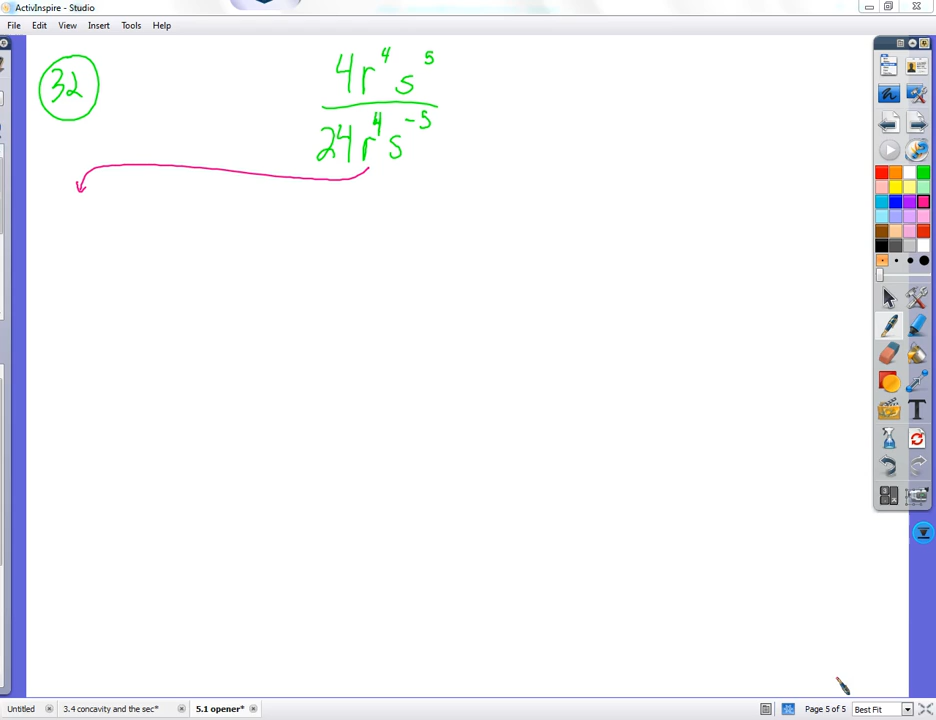 ActivInspire - Studio
File Edit View Insert Tools Help
32
4r⁴s⁵
24r⁴s⁻⁵
Untitled 3.4 concavity and the sec* 5.1 opener* Page 5 of 5 Best Fit